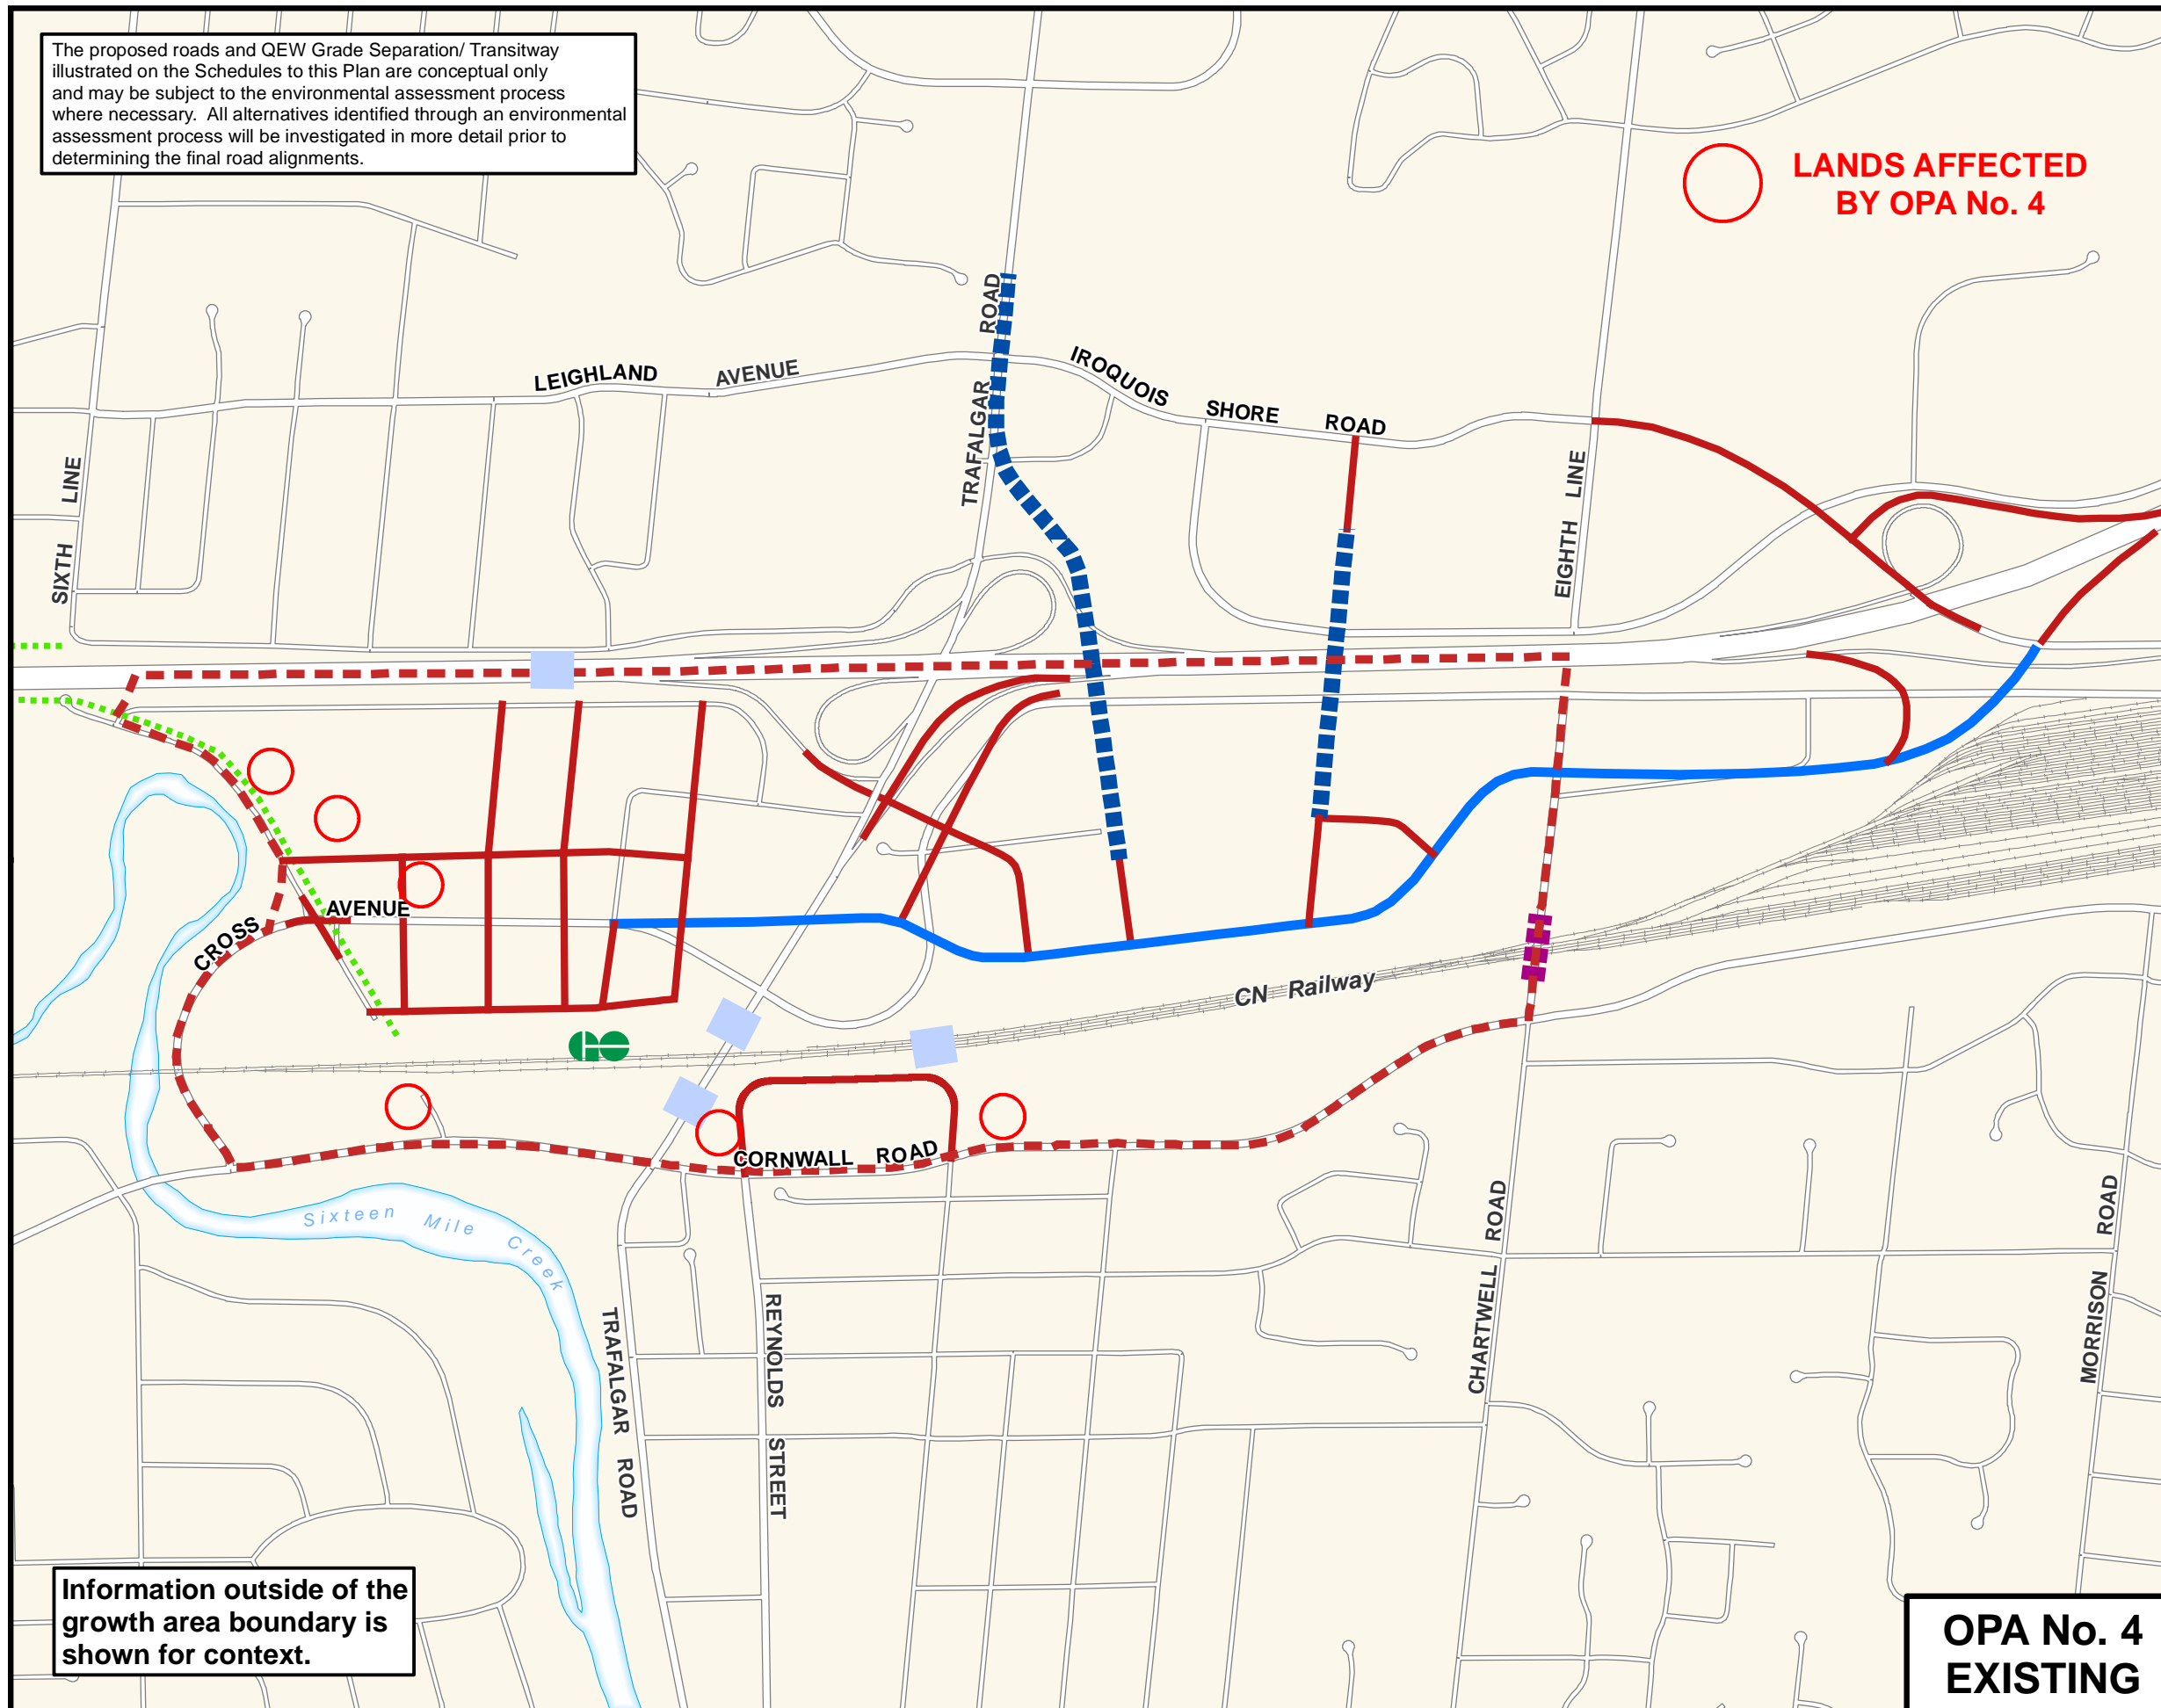 The proposed roads and QEW Grade Separation/ Transitway
illustrated on the Schedules to this Plan are conceptual only
and may be subject to the environmental assessment process
where necessary.  All alternatives identified through an environmental
assessment process will be investigated in more detail prior to
determining the final road alignments.
LANDS AFFECTED
BY OPA No. 4
TRAFALGAR ROAD
LEIGHLAND AVENUE
IROQUOIS SHORE ROAD
TRAFALGAR
SIXTH LINE
EIGHTH LINE
CROSS AVENUE
CN Railway
GO
CORNWALL ROAD
Sixteen Mile Creek
TRAFALGAR ROAD
REYNOLDS STREET
CHARTWELL ROAD
MORRISON ROAD
Information outside of the
growth area boundary is
shown for context.
OPA No. 4
EXISTING